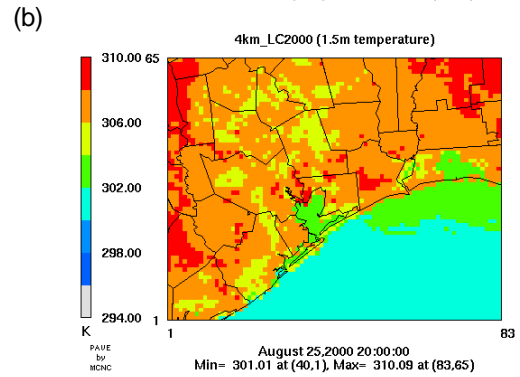 (b)
4km_LC2000 (1.5m temperature)
310.00
306.00
302.00
298.00
294.00
K
PAVE
by
MCNC
65
1
1
83
August 25,2000 20:00:00
Min= 301.01 at (40,1), Max= 310.09 at (83,65)